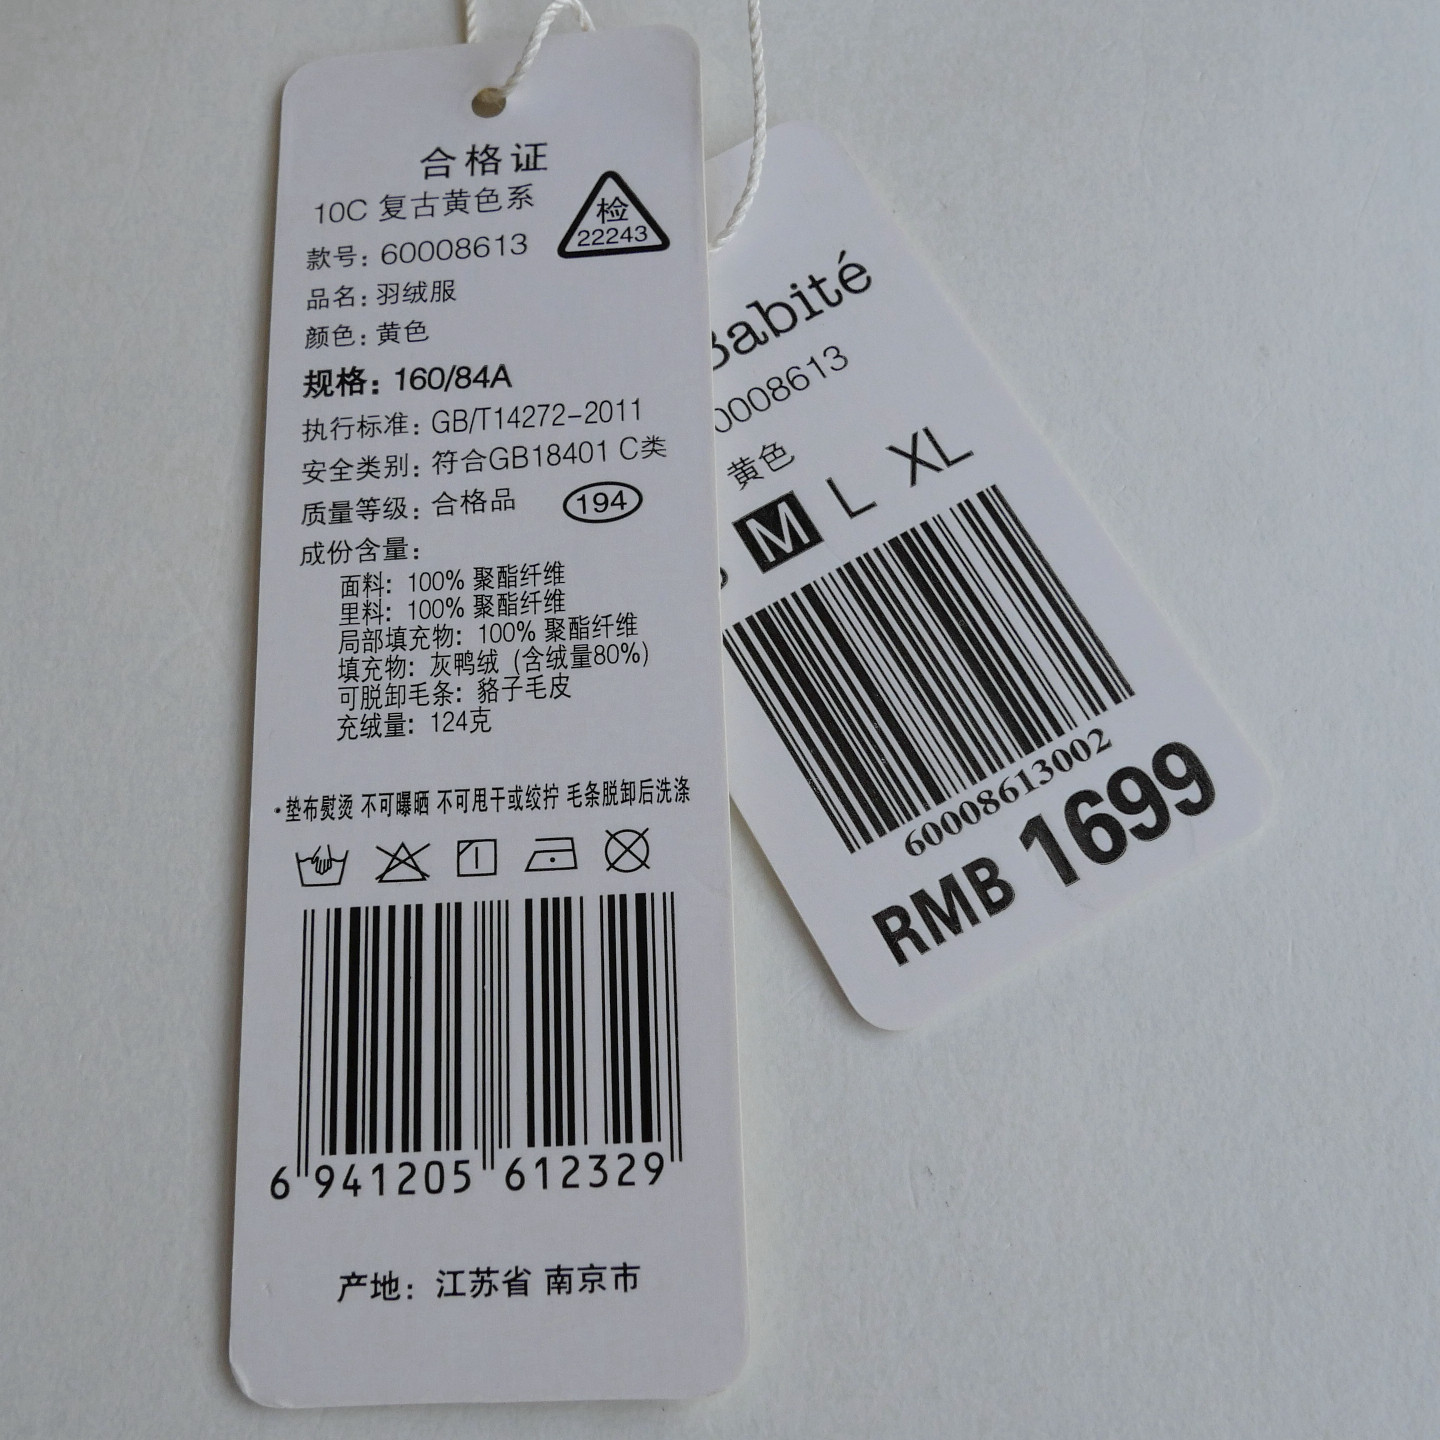 合格证
10C 复古黄色系
检
22243
款号: 60008613
品名: 羽绒服
颜色: 黄色
规格: 160/84A
执行标准: GB/T14272-2011
安全类别: 符合GB18401 C类
质量等级: 合格品
194
成份含量:
面料: 100% 聚酯纤维
里料: 100% 聚酯纤维
局部填充物: 100% 聚酯纤维
填充物: 灰鸭绒 (含绒量80%)
可脱卸毛条: 貉子毛皮
充绒量: 124克
·垫布熨烫 不可曝晒 不可甩干或绞拧 毛条脱卸后洗涤
6 941205 612329
产地: 江苏省 南京市
Babité
0008613
黄色
S M L XL
60008613002
RMB 1699